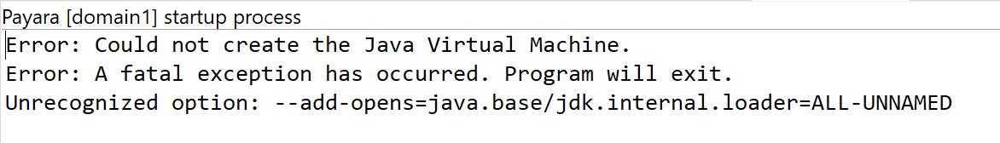 Payara [domain1] startup process
Error: Could not create the Java Virtual Machine.
Error: A fatal exception has occurred. Program will exit.
Unrecognized option: --add-opens=java.base/jdk.internal.loader=ALL-UNNAMED